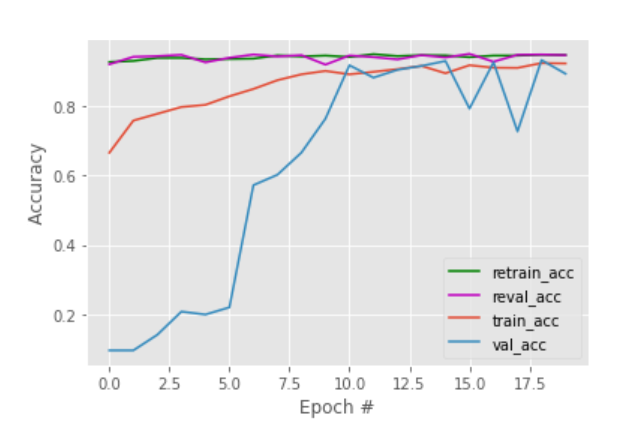 Accuracy
0.8
0.6
0.4
0.2
retrain_acc
reval_acc
train_acc
val_acc
0.0 2.5 5.0 7.5 10.0 12.5 15.0 17.5
Epoch #